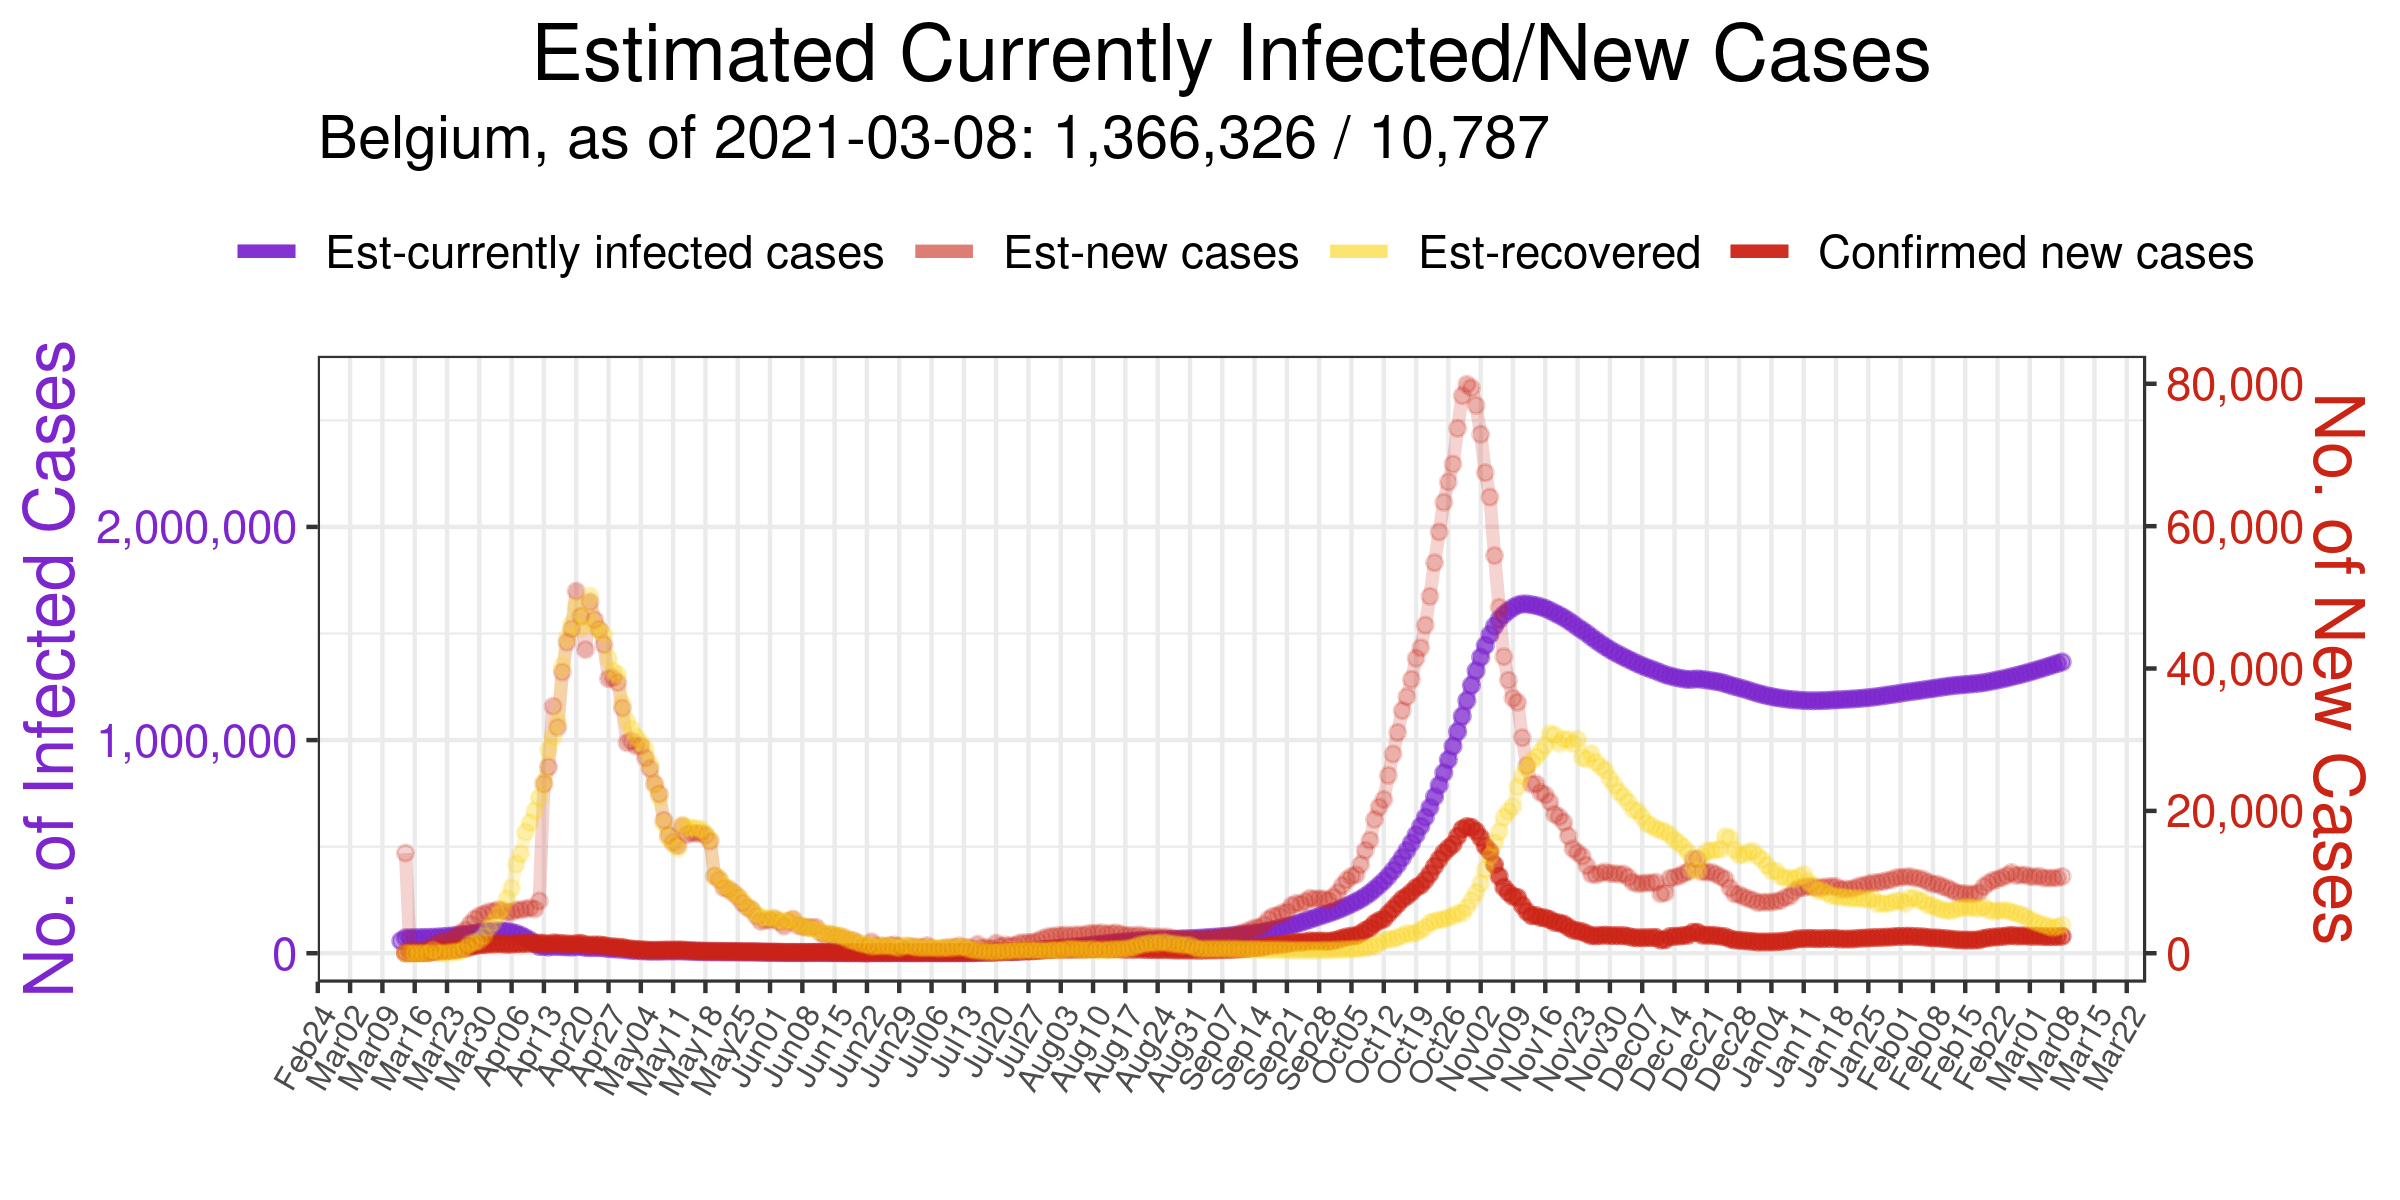 Estimated Currently Infected/New Cases
Belgium, as of 2021-03-08: 1,366,326 / 10,787
Est-currently infected cases
Est-new cases
Est-recovered
Confirmed new cases
No. of Infected Cases
2,000,000
1,000,000
0
80,000
60,000
40,000
20,000
0
No. of New Cases
Feb24
Mar02
Mar09
Mar16
Mar23
Mar30
Apr06
Apr13
Apr20
Apr27
May04
May11
May18
May25
Jun01
Jun08
Jun15
Jun22
Jun29
Jul06
Jul13
Jul20
Jul27
Aug03
Aug10
Aug17
Aug24
Aug31
Sep07
Sep14
Sep21
Sep28
Oct05
Oct12
Oct19
Oct26
Nov02
Nov09
Nov16
Nov23
Nov30
Dec07
Dec14
Dec21
Dec28
Jan04
Jan11
Jan18
Jan25
Feb01
Feb08
Feb15
Feb22
Mar01
Mar08
Mar15
Mar22